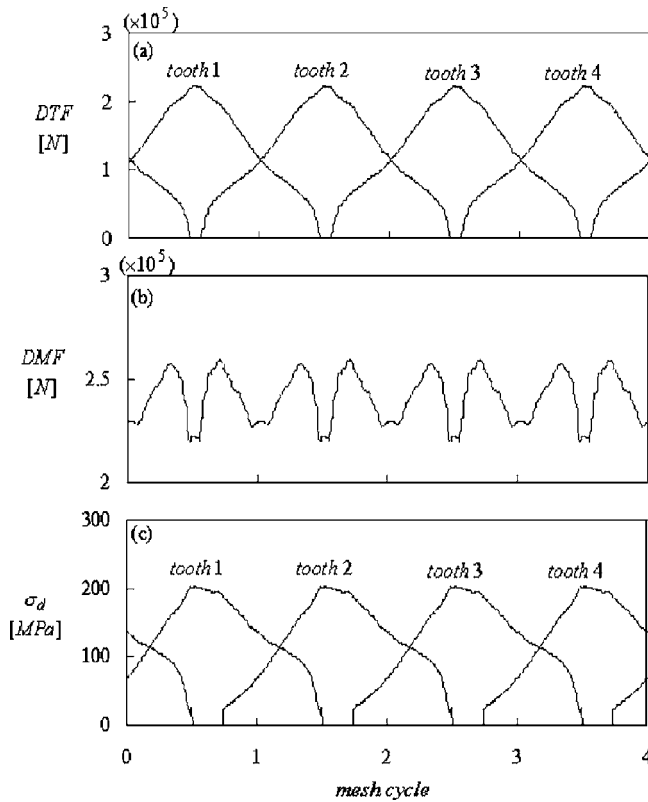 (×10⁵)
3
(a)
tooth 1
tooth 2
tooth 3
tooth 4
DTF
[N]
2
1
0
(×10⁵)
3
(b)
DMF
[N]
2.5
2
300
(c)
tooth 1
tooth 2
tooth 3
tooth 4
σd
[MPa]
200
100
0
0
1
2
3
4
mesh cycle